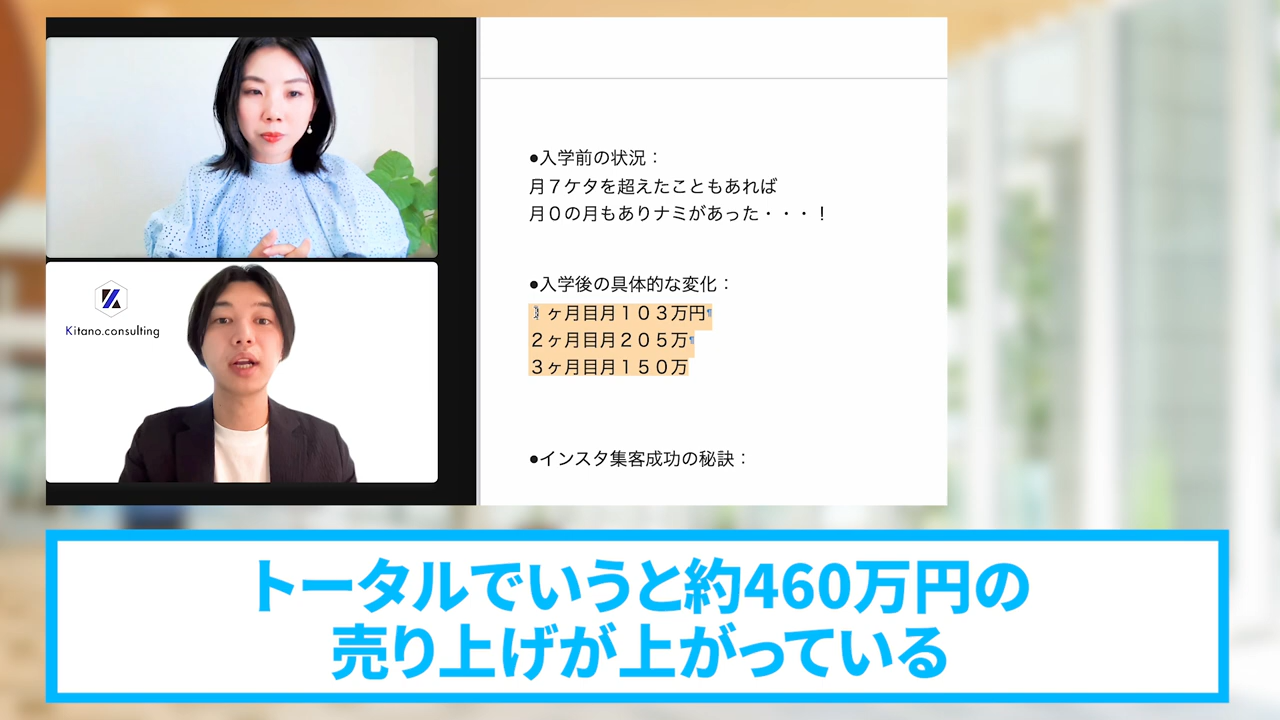 Kitano.consulting
●入学前の状況：
月７ケタを超えたこともあれば
月０の月もありナミがあった・・・！
●入学後の具体的な変化：
１ヶ月目月１０３万円
２ヶ月目月２０５万
３ヶ月目月１５０万
●インスタ集客成功の秘訣：
トータルでいうと約460万円の
売り上げが上がっている